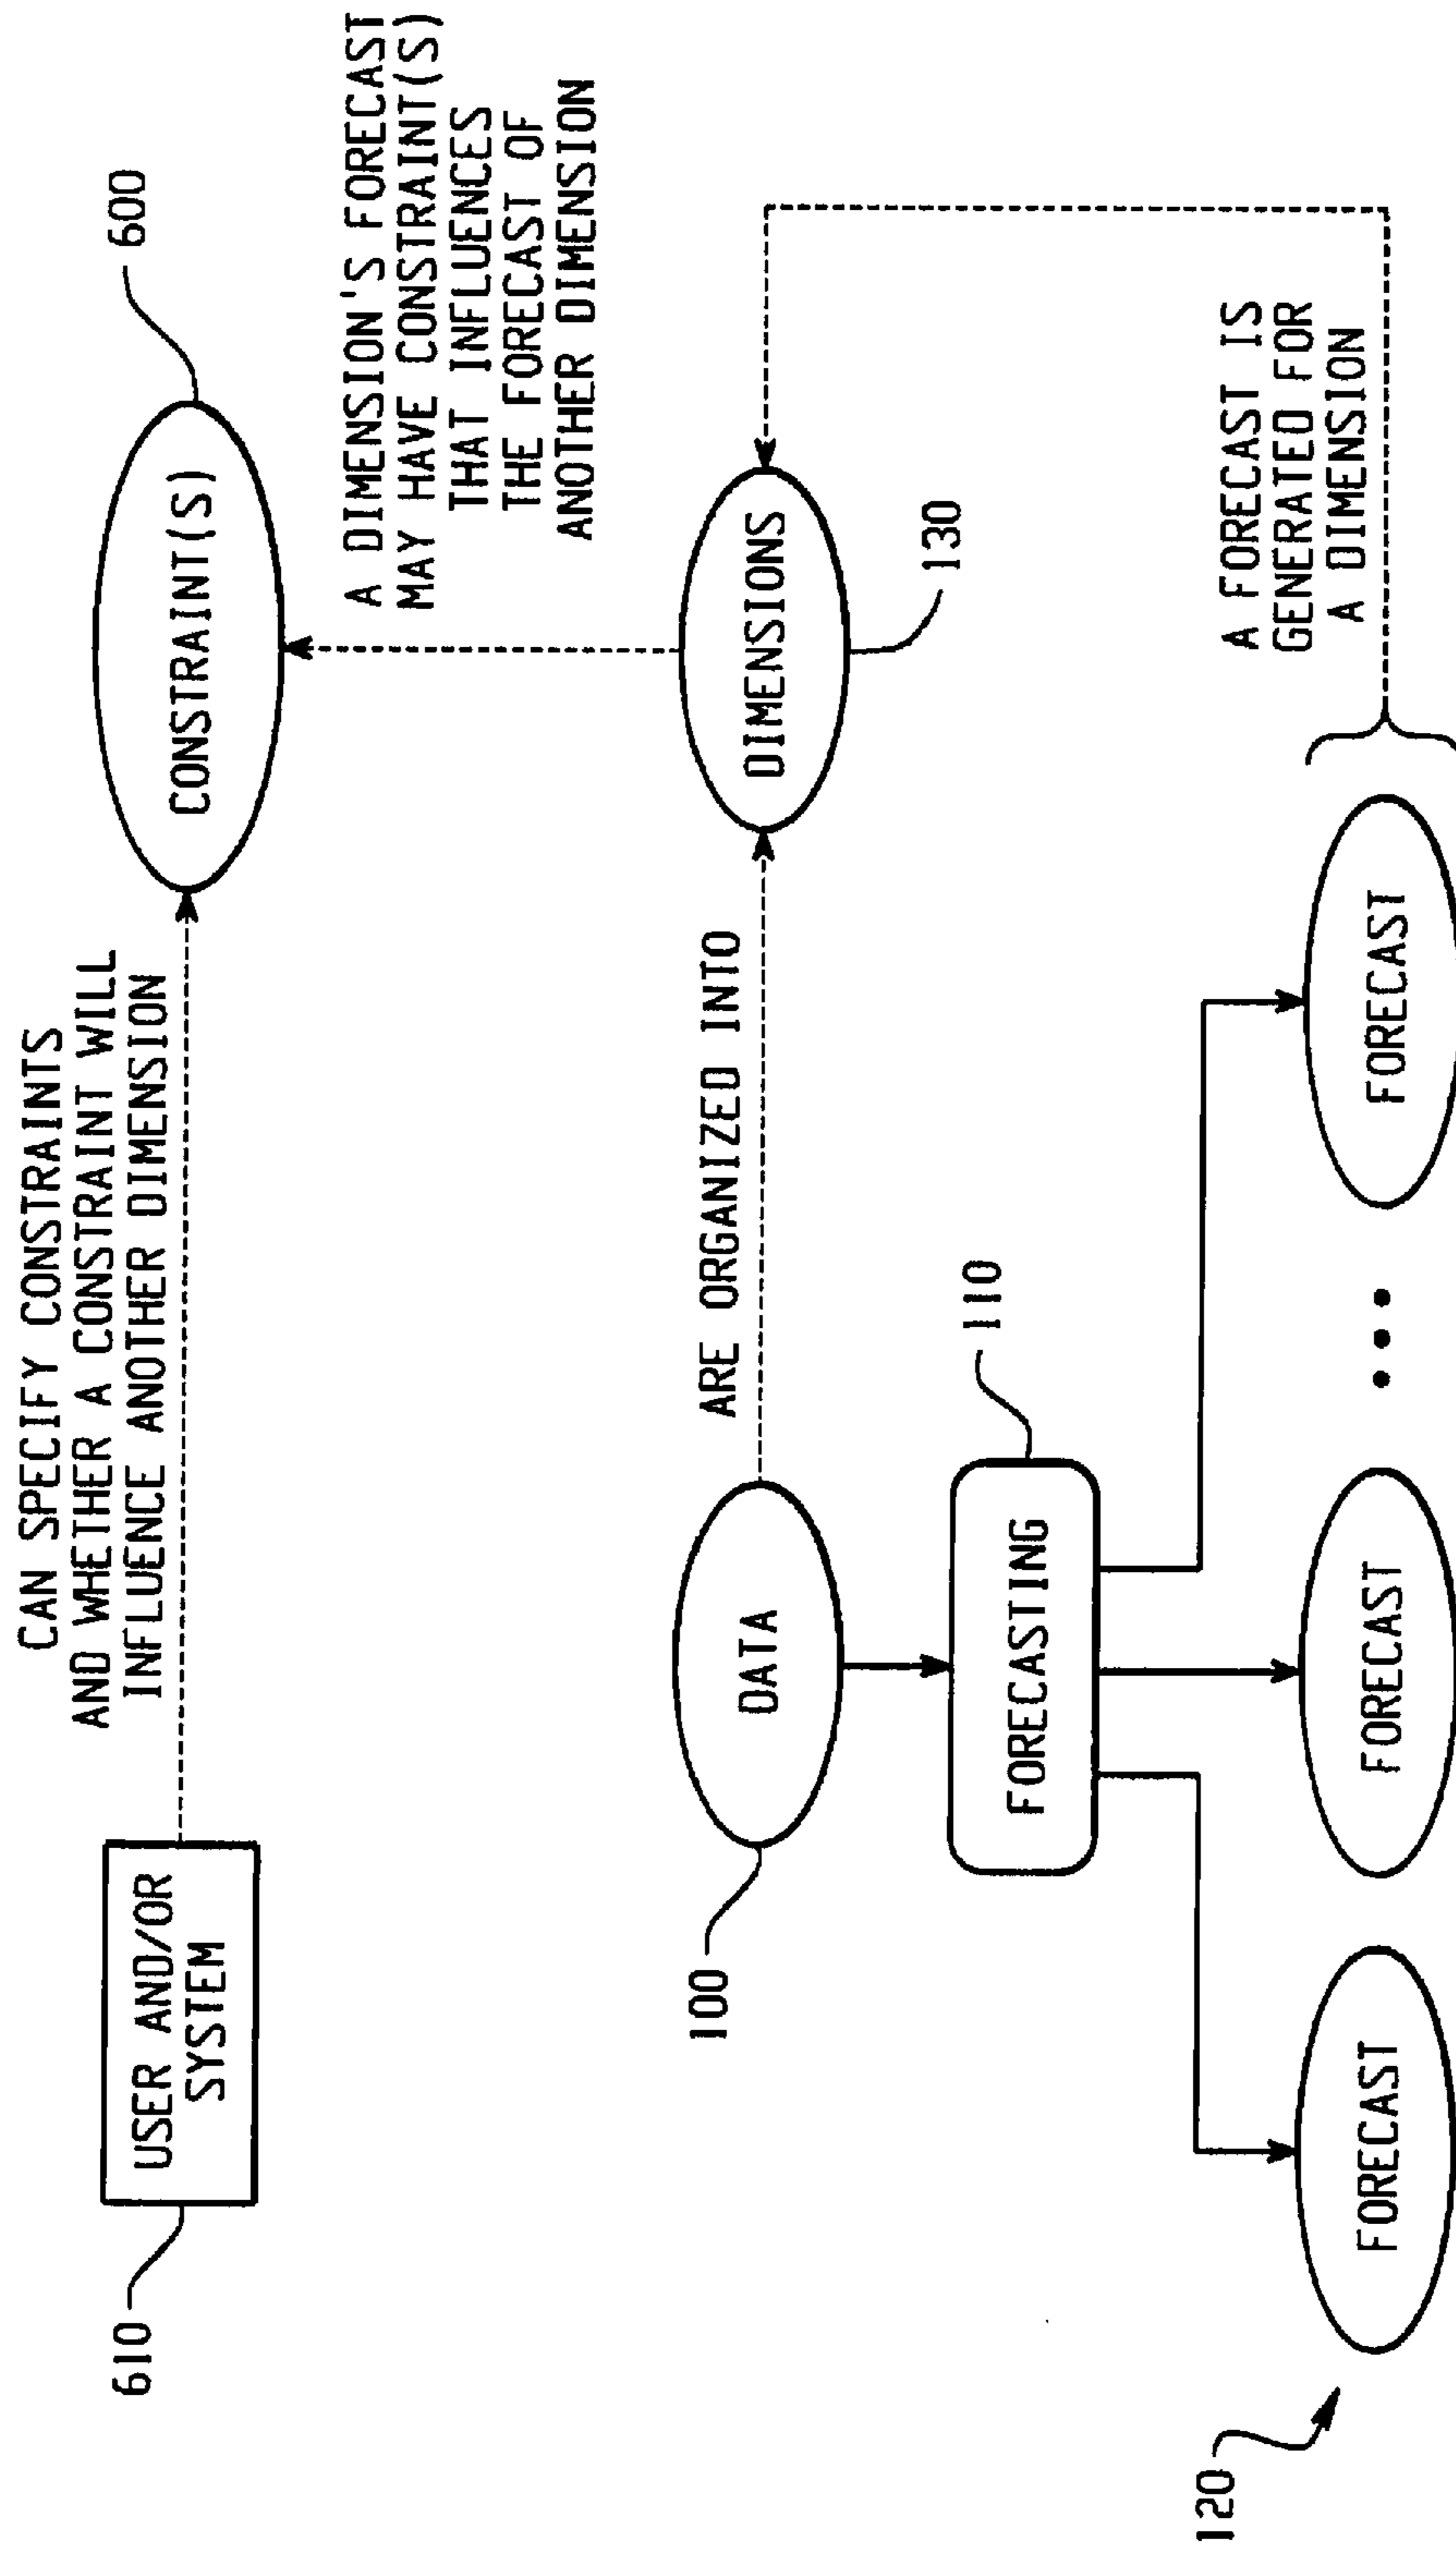 CAN SPECIFY CONSTRAINTS
AND WHETHER A CONSTRAINT WILL
INFLUENCE ANOTHER DIMENSION
610
USER AND/OR
SYSTEM
CONSTRAINT(S)
600
A DIMENSION'S FORECAST
MAY HAVE CONSTRAINT(S)
THAT INFLUENCES
THE FORECAST OF
ANOTHER DIMENSION
100
DATA
ARE ORGANIZED INTO
DIMENSIONS
130
FORECASTING
110
A FORECAST IS
GENERATED FOR
A DIMENSION
120
FORECAST
FORECAST
FORECAST